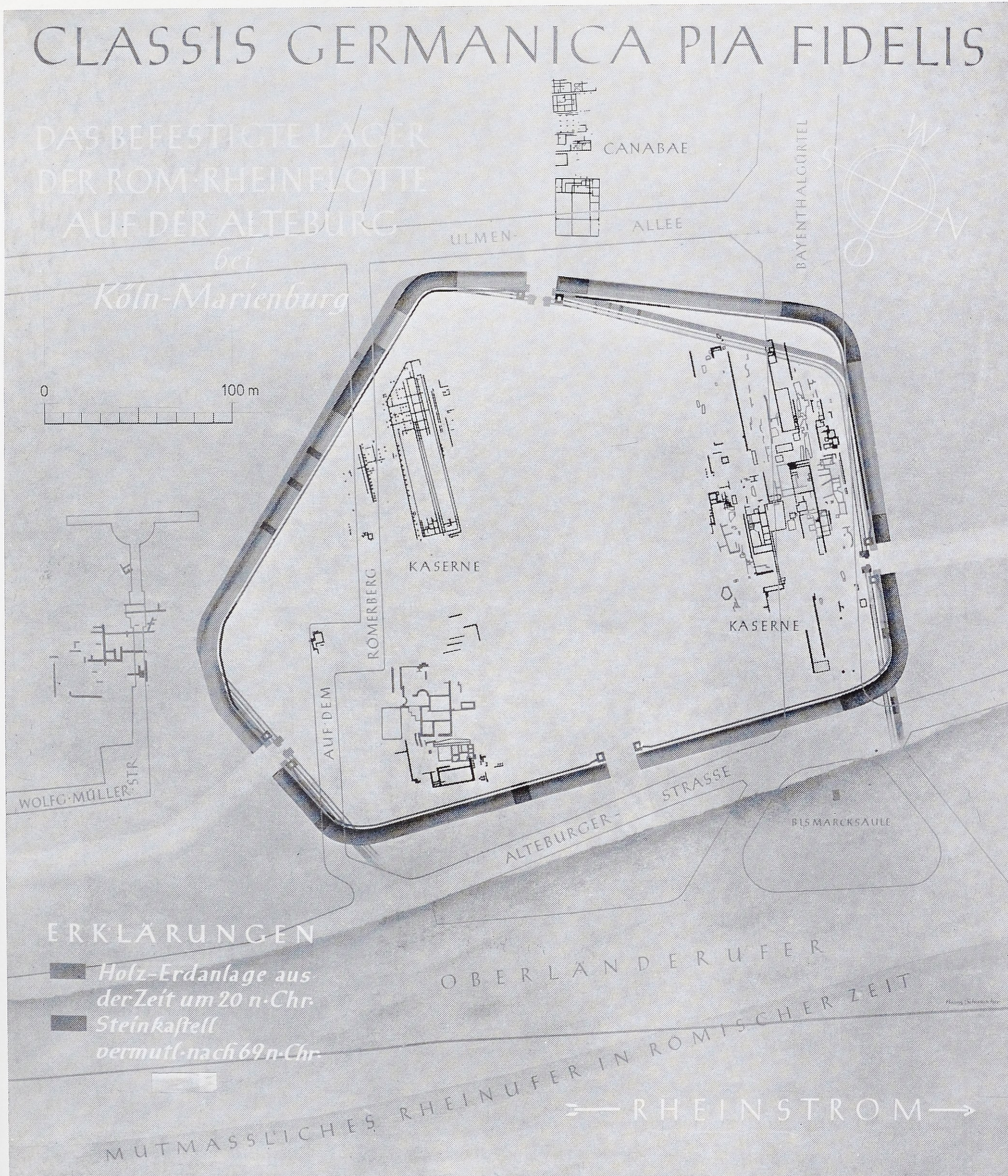 CLASSIS GERMANICA PIA FIDELIS
DAS BEFESTIGTE LAGER
DER RÖM·RHEINFLOTTE
AUF DER ALTEBURG
bei
Köln-Marienburg
CANABAE
BAYENTHALGÜRTEL
W
S
N
O
ULMEN-
ALLEE
0
100 m
KASERNE
KASERNE
AUF DEM
RÖMERBERG
WOLFG·MÜLLER-
STR
ALTEBURGER-
STRASSE
BISMARCKSÄULE
ERKLÄRUNGEN
Holz-Erdanlage aus
der Zeit um 20 n·Chr·
Steinkaſtell
vermutl·nach 69 n·Chr·
OBERLÄNDERUFER
MUTMASSLICHES RHEINUFER IN RÖMISCHER ZEIT
RHEINSTROM